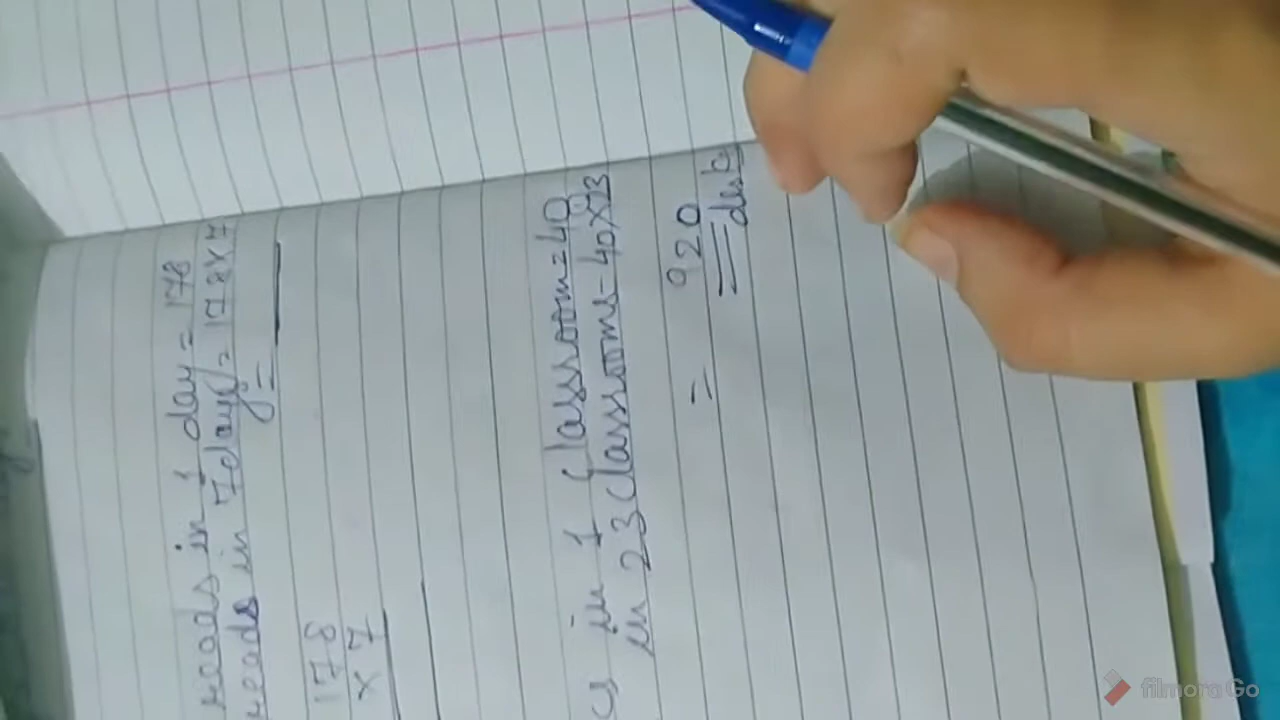 reads in 1 day = 178
reads in 7 days = 178 × 7
=
178
× 7
in 1 classroom = 40
in 23 classrooms = 40 × 23
= 920
desk
filmora Go